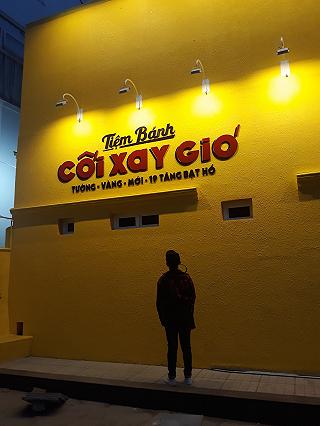 Tiệm Bánh
CỐI XAY GIÓ
TƯỜNG • VÀNG • MỚI • 19 TĂNG BẠT HỔ